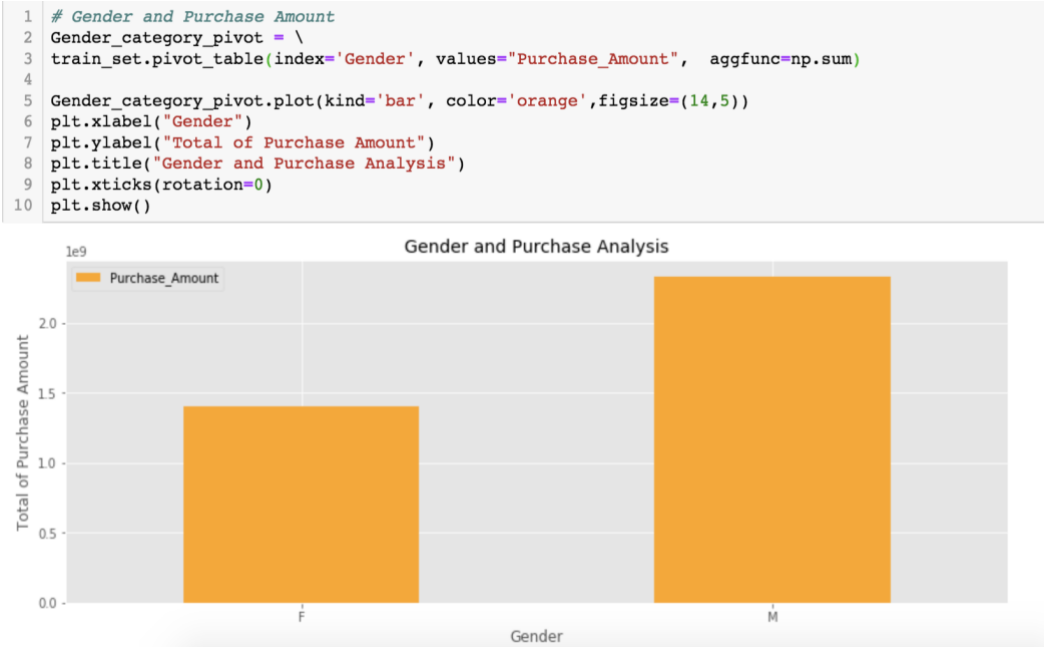 1 # Gender and Purchase Amount
2 Gender_category_pivot = \
3 train_set.pivot_table(index='Gender', values="Purchase_Amount",  aggfunc=np.sum)
4
5 Gender_category_pivot.plot(kind='bar', color='orange',figsize=(14,5))
6 plt.xlabel("Gender")
7 plt.ylabel("Total of Purchase Amount")
8 plt.title("Gender and Purchase Analysis")
9 plt.xticks(rotation=0)
10 plt.show()
Gender and Purchase Analysis
1e9
Purchase_Amount
Total of Purchase Amount
2.0
1.5
1.0
0.5
0.0
F
M
Gender